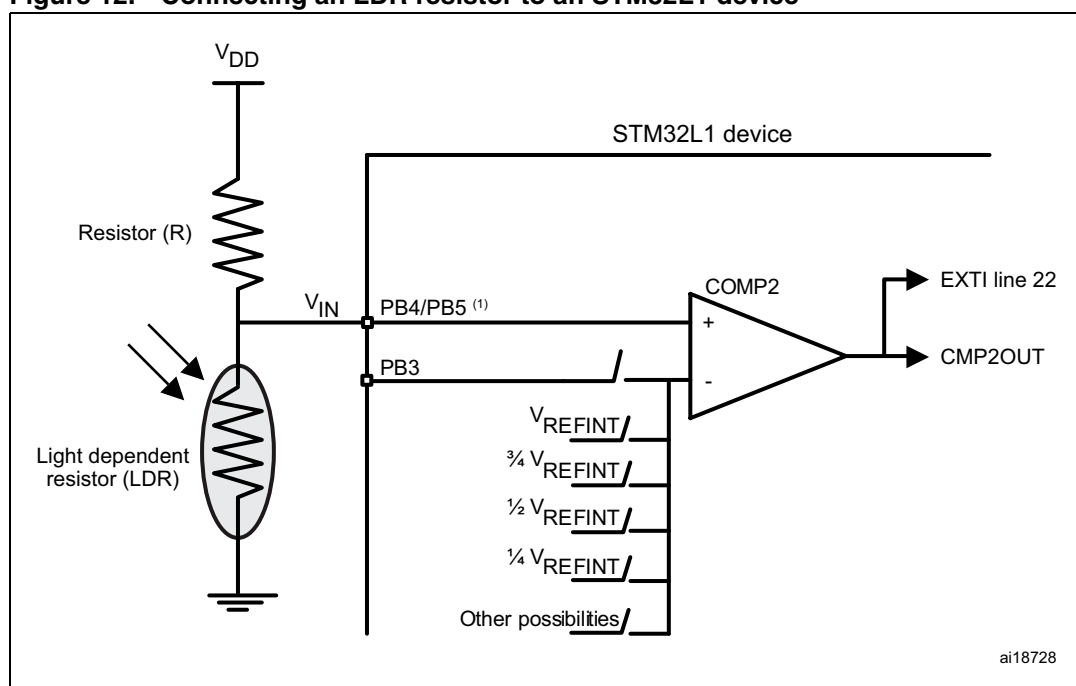 Figure 12. Connecting an LDR resistor to an STM32L1 device
VDD
STM32L1 device
Resistor (R)
COMP2
EXTI line 22
VIN
PB4/PB5 (1)
+
CMP2OUT
PB3
-
VREFINT
¾ VREFINT
Light dependent
resistor (LDR)
½ VREFINT
¼ VREFINT
Other possibilities
ai18728